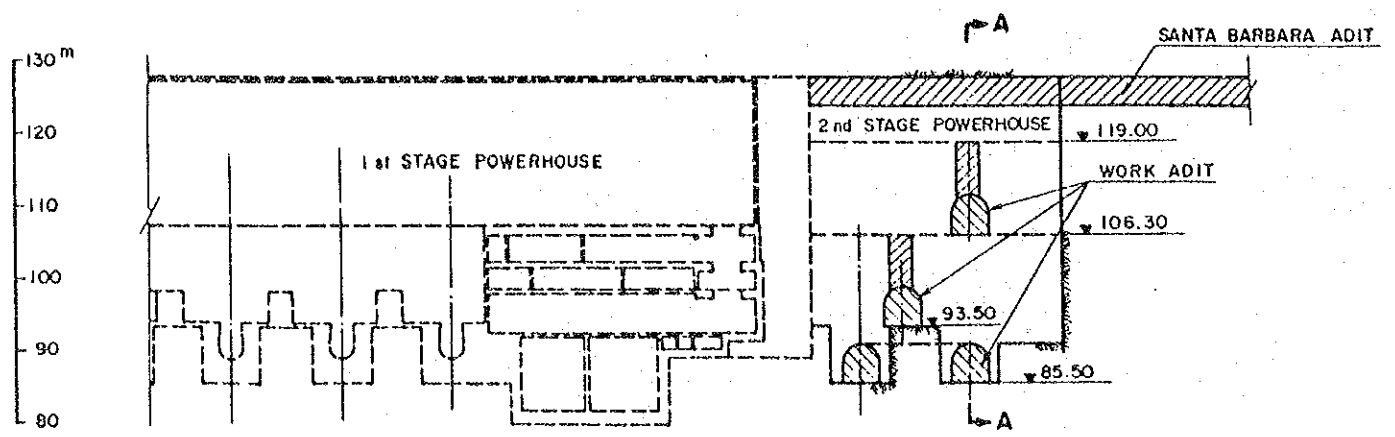 A
SANTA BARBARA ADIT
130 m
120
110
100
90
80
1st STAGE POWERHOUSE
2nd STAGE POWERHOUSE
119.00
WORK ADIT
106.30
93.50
85.50
A